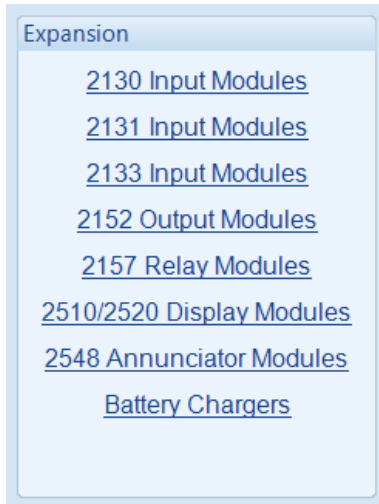 Expansion
2130 Input Modules
2131 Input Modules
2133 Input Modules
2152 Output Modules
2157 Relay Modules
2510/2520 Display Modules
2548 Annunciator Modules
Battery Chargers